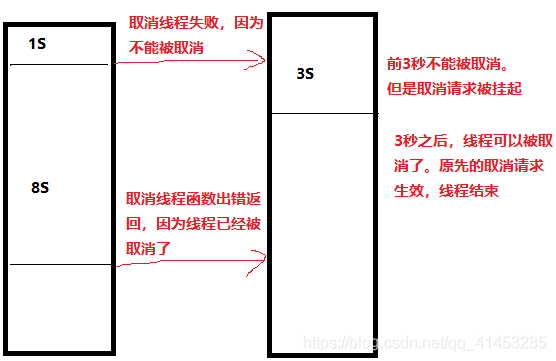 1S
8S
取消线程失败，因为
不能被取消
取消线程函数出错返
回，因为线程已经被
取消了
3S
前3秒不能被取消。
但是取消请求被挂起
3秒之后，线程可以被取
消了。原先的取消请求
生效，线程结束
https://blog.csdn.net/qq_41453285